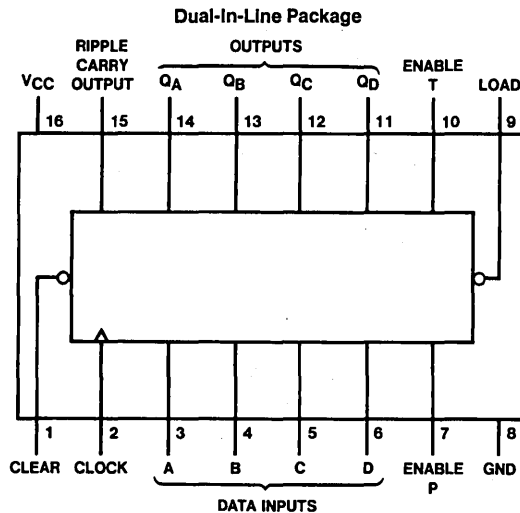 Dual-In-Line Package
RIPPLE CARRY OUTPUT
OUTPUTS
VCC QA QB QC QD ENABLE T LOAD
16 15 14 13 12 11 10 9
1 2 3 4 5 6 7 8
CLEAR CLOCK A B C D ENABLE P GND
DATA INPUTS